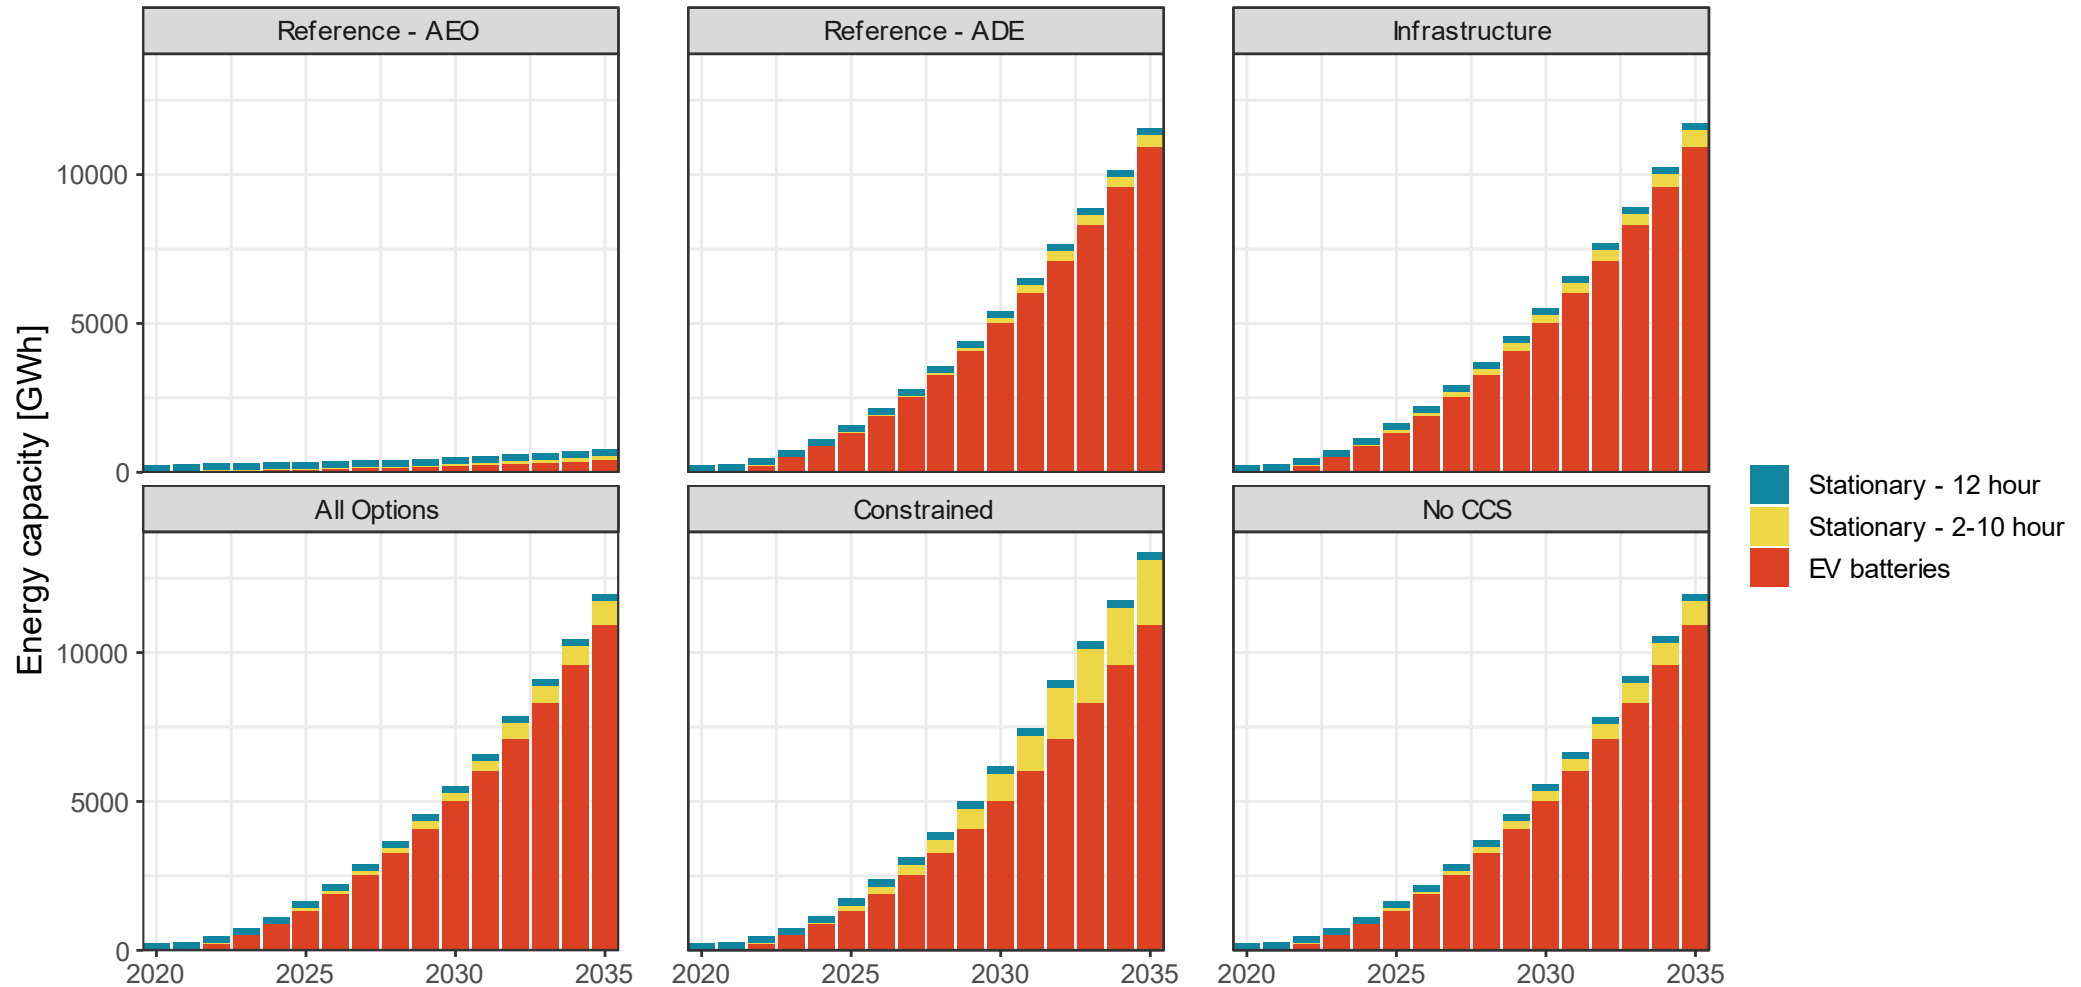 Reference - AEO
Reference - ADE
Infrastructure
10000
5000
0
All Options
Constrained
No CCS
10000
5000
0
2020 2025 2030 2035
2020 2025 2030 2035
2020 2025 2030 2035
Energy capacity [GWh]
Stationary - 12 hour
Stationary - 2-10 hour
EV batteries